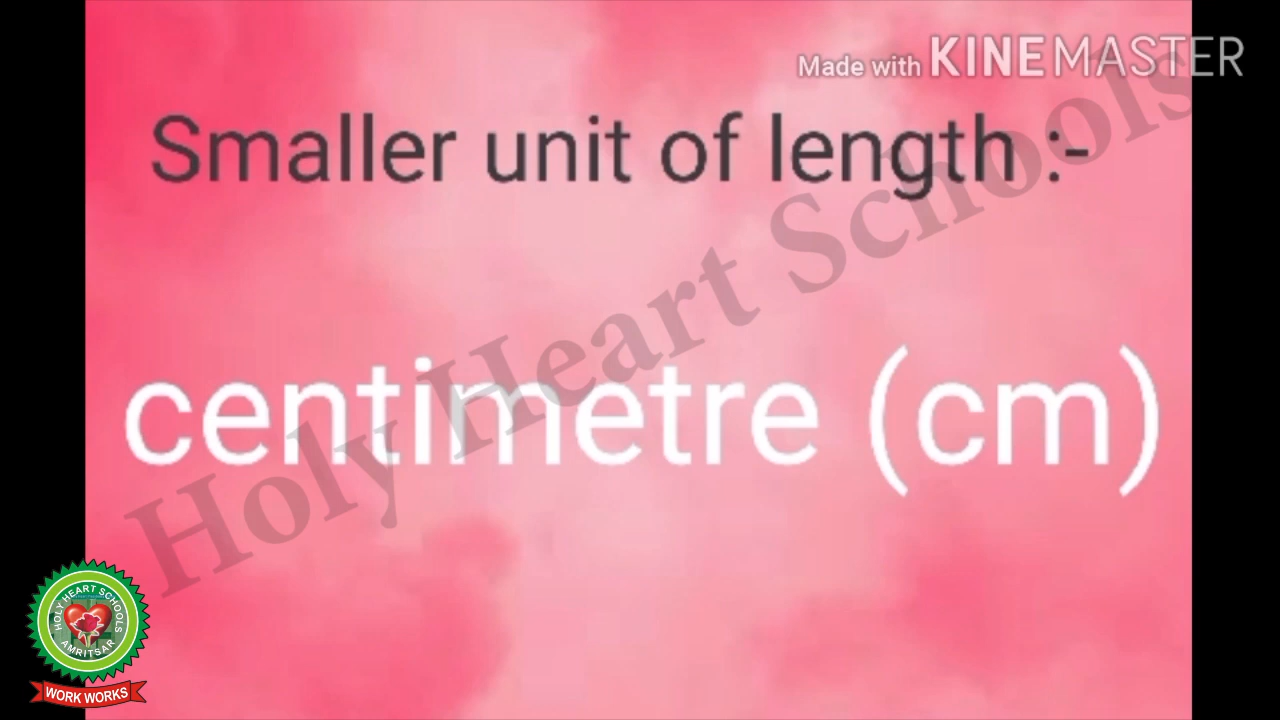 Made with KINEMASTER
Smaller unit of length :-
centimetre (cm)
Holy Heart Schools
HOLY HEART SCHOOLS
AMRITSAR
WORK WORKS